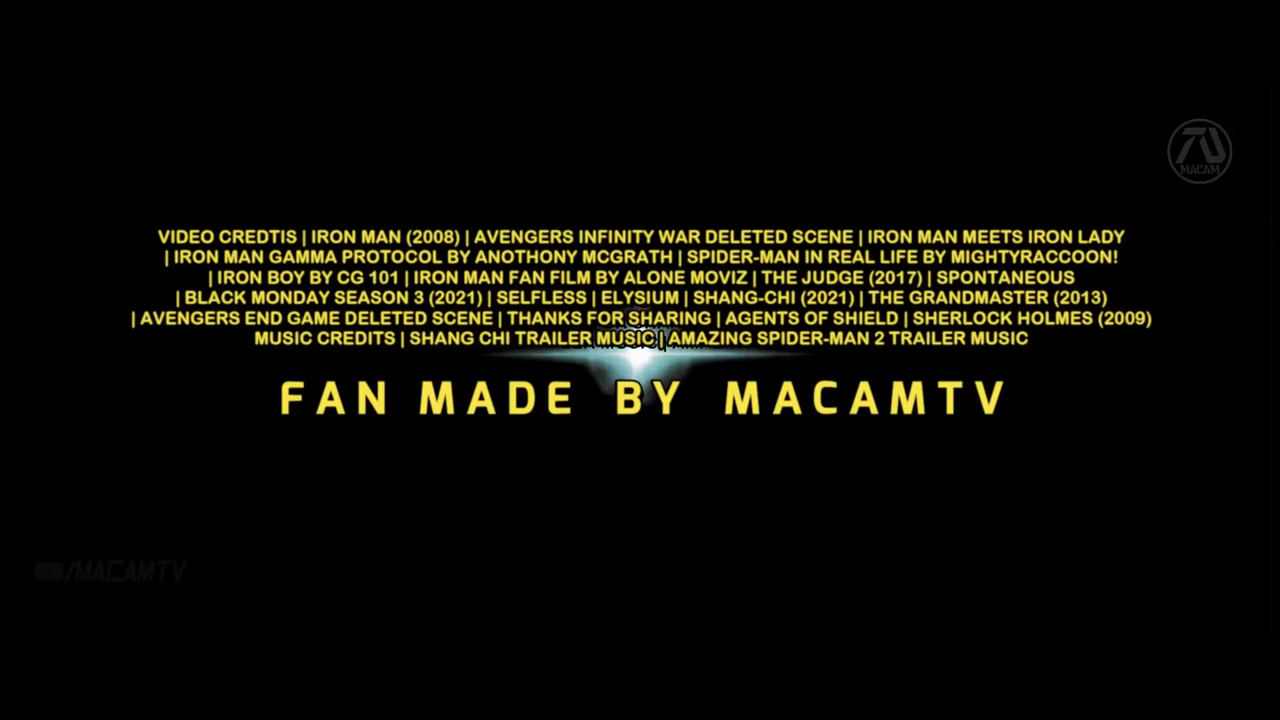 MACAM
VIDEO CREDTIS | IRON MAN (2008) | AVENGERS INFINITY WAR DELETED SCENE | IRON MAN MEETS IRON LADY
| IRON MAN GAMMA PROTOCOL BY ANOTHONY MCGRATH | SPIDER-MAN IN REAL LIFE BY MIGHTYRACCOON!
| IRON BOY BY CG 101 | IRON MAN FAN FILM BY ALONE MOVIZ | THE JUDGE (2017) | SPONTANEOUS
| BLACK MONDAY SEASON 3 (2021) | SELFLESS | ELYSIUM | SHANG-CHI (2021) | THE GRANDMASTER (2013)
| AVENGERS END GAME DELETED SCENE | THANKS FOR SHARING | AGENTS OF SHIELD | SHERLOCK HOLMES (2009)
MUSIC CREDITS | SHANG CHI TRAILER MUSIC | AMAZING SPIDER-MAN 2 TRAILER MUSIC
FAN MADE BY MACAMTV
/MACAMTV